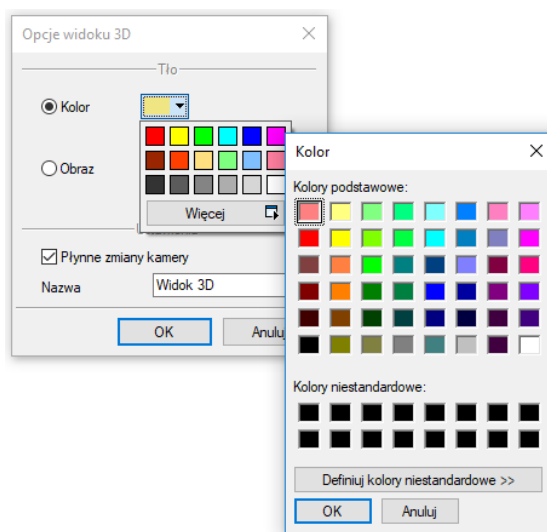 Opcje widoku 3D
Tło
Kolor
Obraz
Więcej
Płynne zmiany kamery
Nazwa
Widok 3D
OK
Anuluj
Kolor
Kolory podstawowe:
Kolory niestandardowe:
Definiuj kolory niestandardowe >>
OK
Anuluj